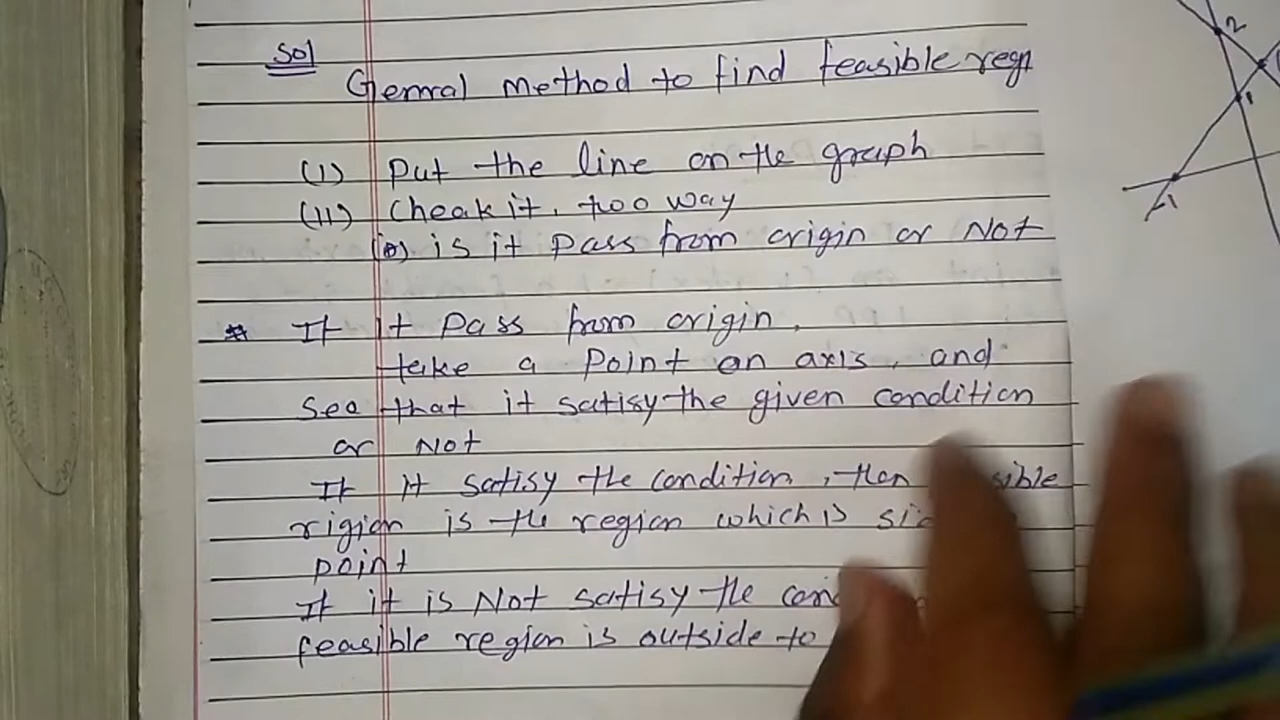 Sol
Genral method to find feasible regn
(I) Put the line on the graph
(II) Cheak it, too way
(a) is it Pass from origin or Not
* If it Pass from origin,
take a Point on axis, and
See that it satisy the given condition
or Not
If It satisy the condition, then
rigion is the region which is
point
If it is Not satisy the
feasible region is outside to
2
1
-1